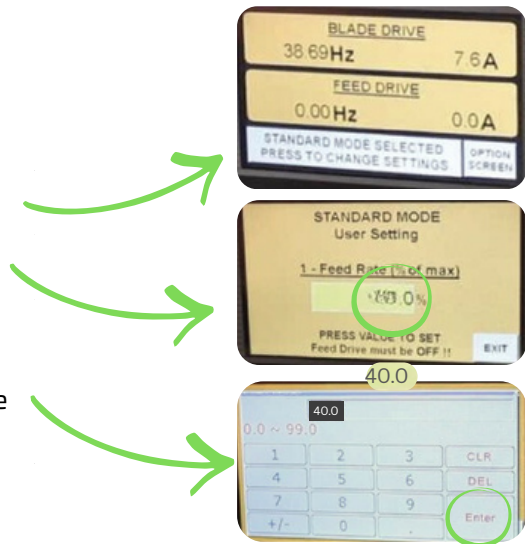 BLADE DRIVE
38.69Hz 7.6A
FEED DRIVE
0.00Hz 0.0A
STANDARD MODE SELECTED
PRESS TO CHANGE SETTINGS
OPTION
SCREEN
STANDARD MODE
User Setting
1 - Feed Rate (% of max)
.0%
PRESS VALUE TO SET
Feed Drive must be OFF !!
EXIT
40.0
e
40.0
0.0 ~ 99.0
1 2 3 CLR
4 5 6 DEL
7 8 9 Enter
+/- 0 .